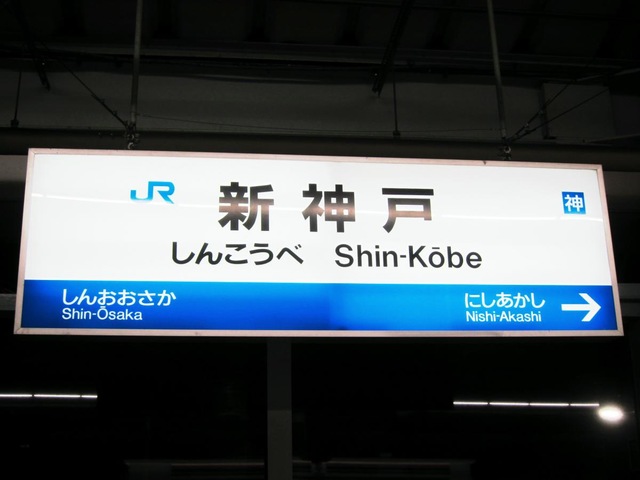 JR 新神戸 神
しんこうべ Shin-Kōbe
しんおおさか にしあかし
Shin-Ōsaka Nishi-Akashi